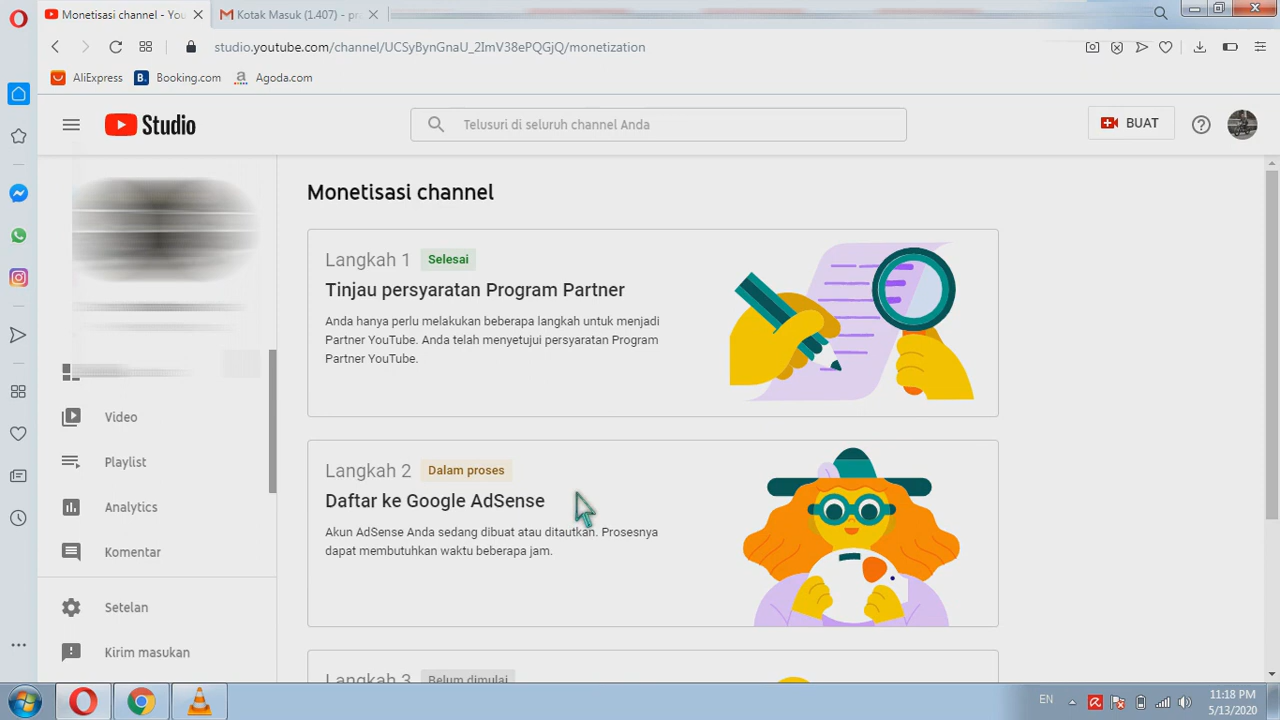 Monetisasi channel - You
Kotak Masuk (1.407) - pr
studio.youtube.com/channel/UCSyBynGnaU_2ImV38ePQGjQ/monetization
AliExpress
Booking.com
Agoda.com
Studio
Telusuri di seluruh channel Anda
BUAT
Monetisasi channel
Langkah 1 Selesai
Tinjau persyaratan Program Partner
Anda hanya perlu melakukan beberapa langkah untuk menjadi
Partner YouTube. Anda telah menyetujui persyaratan Program
Partner YouTube.
Video
Playlist
Analytics
Komentar
Setelan
Kirim masukan
Langkah 2 Dalam proses
Daftar ke Google AdSense
Akun AdSense Anda sedang dibuat atau ditautkan. Prosesnya
dapat membutuhkan waktu beberapa jam.
Langkah 3 Belum dimulai
EN
11:18 PM
5/13/2020